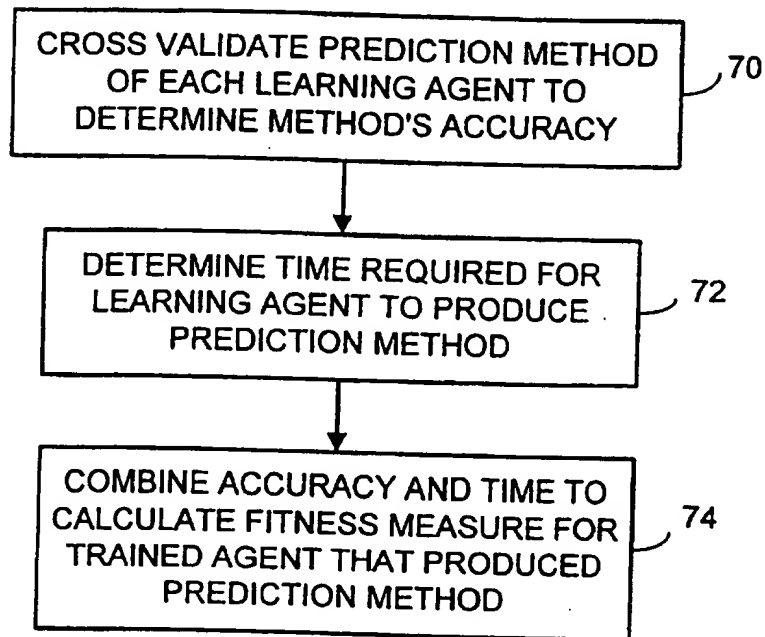 CROSS VALIDATE PREDICTION METHOD
OF EACH LEARNING AGENT TO
DETERMINE METHOD'S ACCURACY
70
DETERMINE TIME REQUIRED FOR
LEARNING AGENT TO PRODUCE
PREDICTION METHOD
72
COMBINE ACCURACY AND TIME TO
CALCULATE FITNESS MEASURE FOR
TRAINED AGENT THAT PRODUCED
PREDICTION METHOD
74